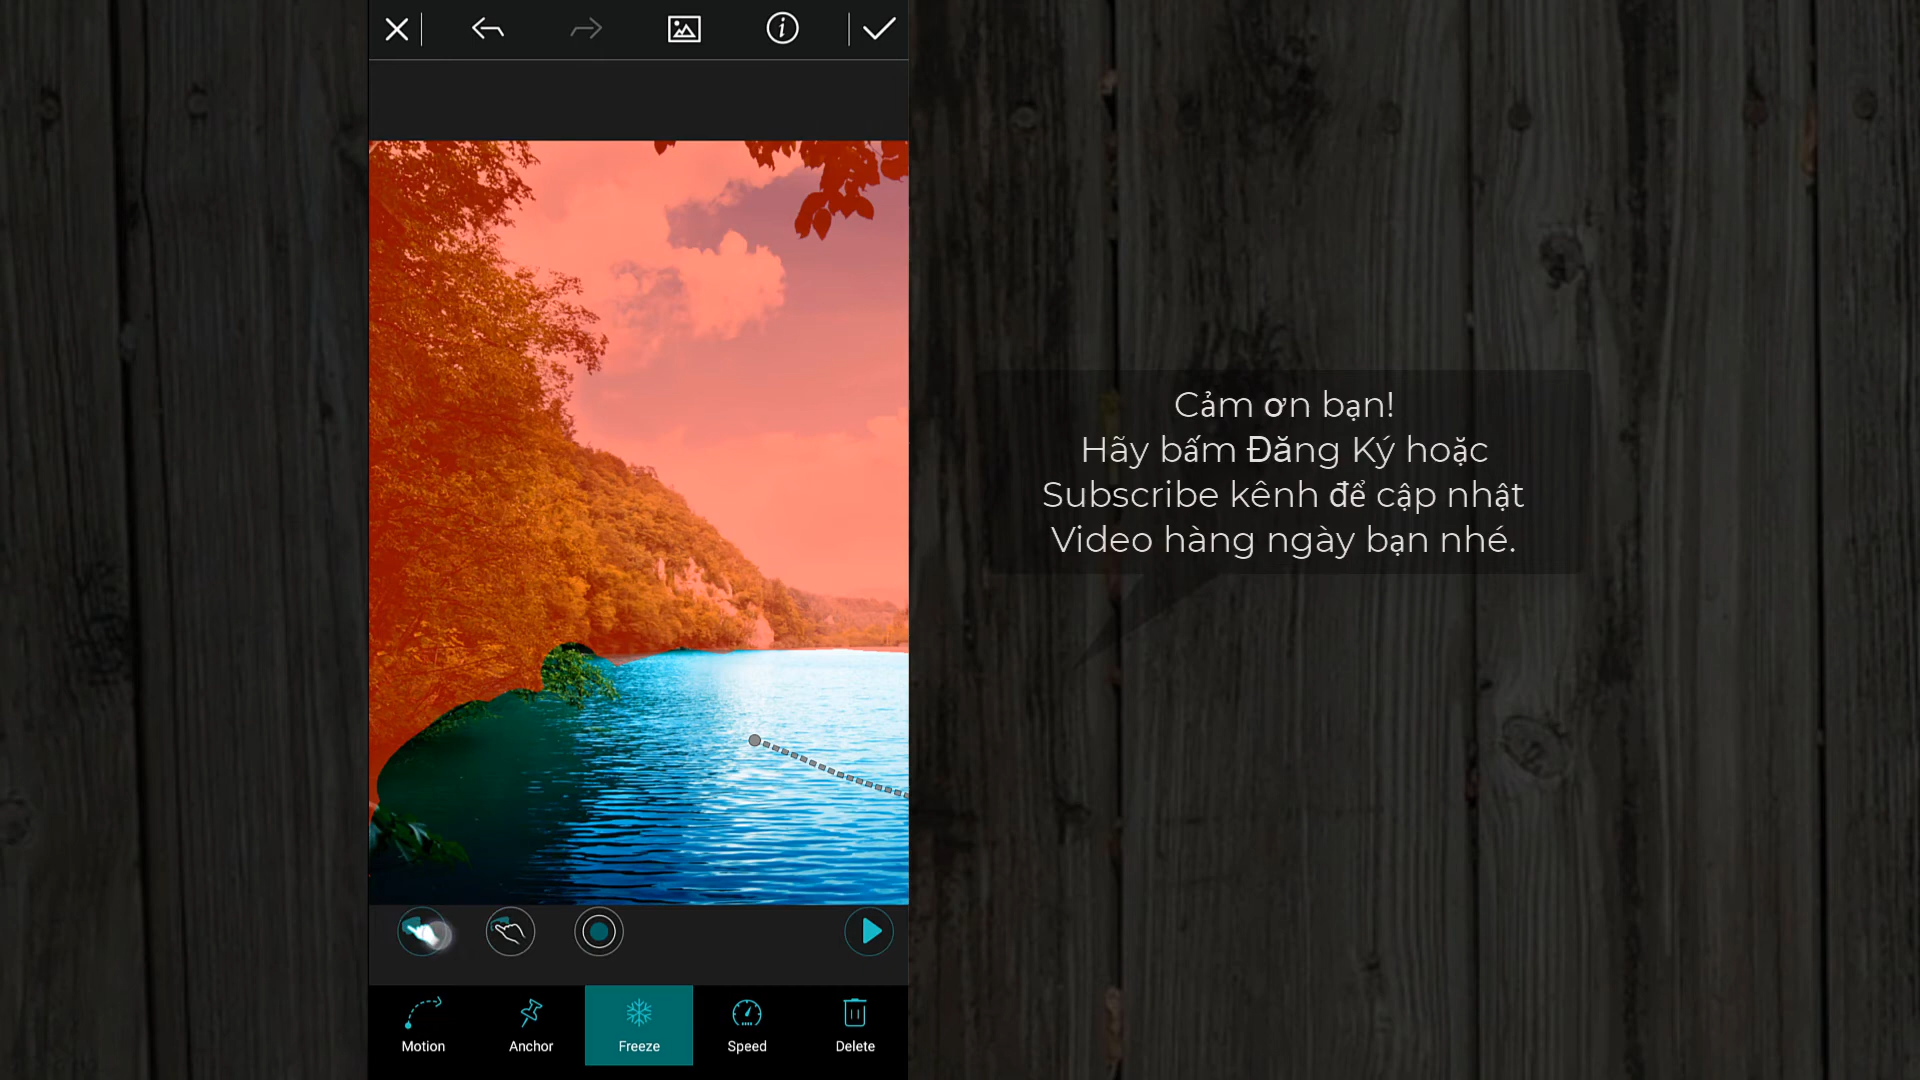 Cảm ơn bạn!
Hãy bấm Đăng Ký hoặc
Subscribe kênh để cập nhật
Video hàng ngày bạn nhé.
Motion
Anchor
Freeze
Speed
Delete